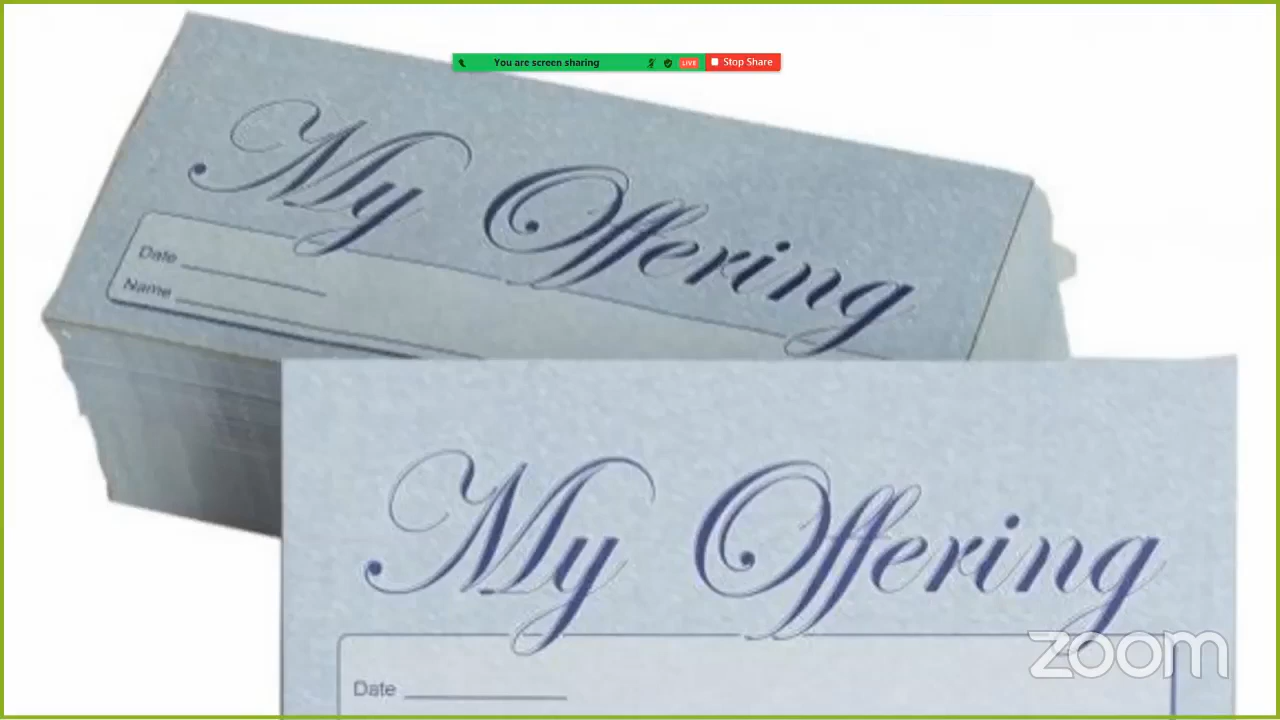 You are screen sharing
LIVE
Stop Share
My Offering
Date
Name
My Offering
Date
zoom